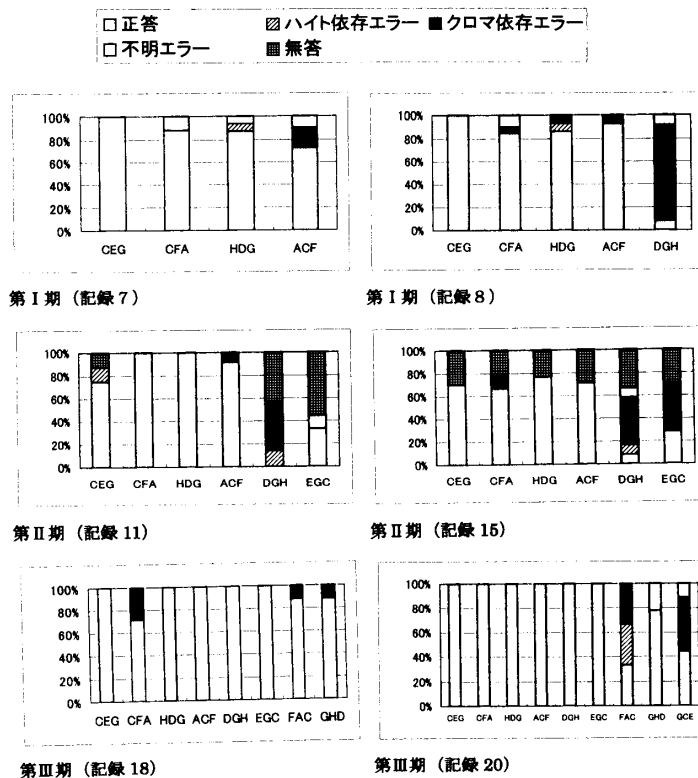 □正答 ▨ハイト依存エラー ■クロマ依存エラー
□不明エラー ▩無答
100%
80%
60%
40%
20%
0%
CEG CFA HDG ACF
第Ⅰ期 (記録7)
100%
80%
60%
40%
20%
0%
CEG CFA HDG ACF DGH
第Ⅰ期 (記録8)
100%
80%
60%
40%
20%
0%
CEG CFA HDG ACF DGH EGC
第Ⅱ期 (記録11)
100%
80%
60%
40%
20%
0%
CEG CFA HDG ACF DGH EGC
第Ⅱ期 (記録15)
100%
80%
60%
40%
20%
0%
CEG CFA HDG ACF DGH EGC FAC GHD
第Ⅲ期 (記録18)
100%
80%
60%
40%
20%
0%
CEG CFA HDG ACF DGH EGC FAC GHD GCE
第Ⅲ期 (記録20)